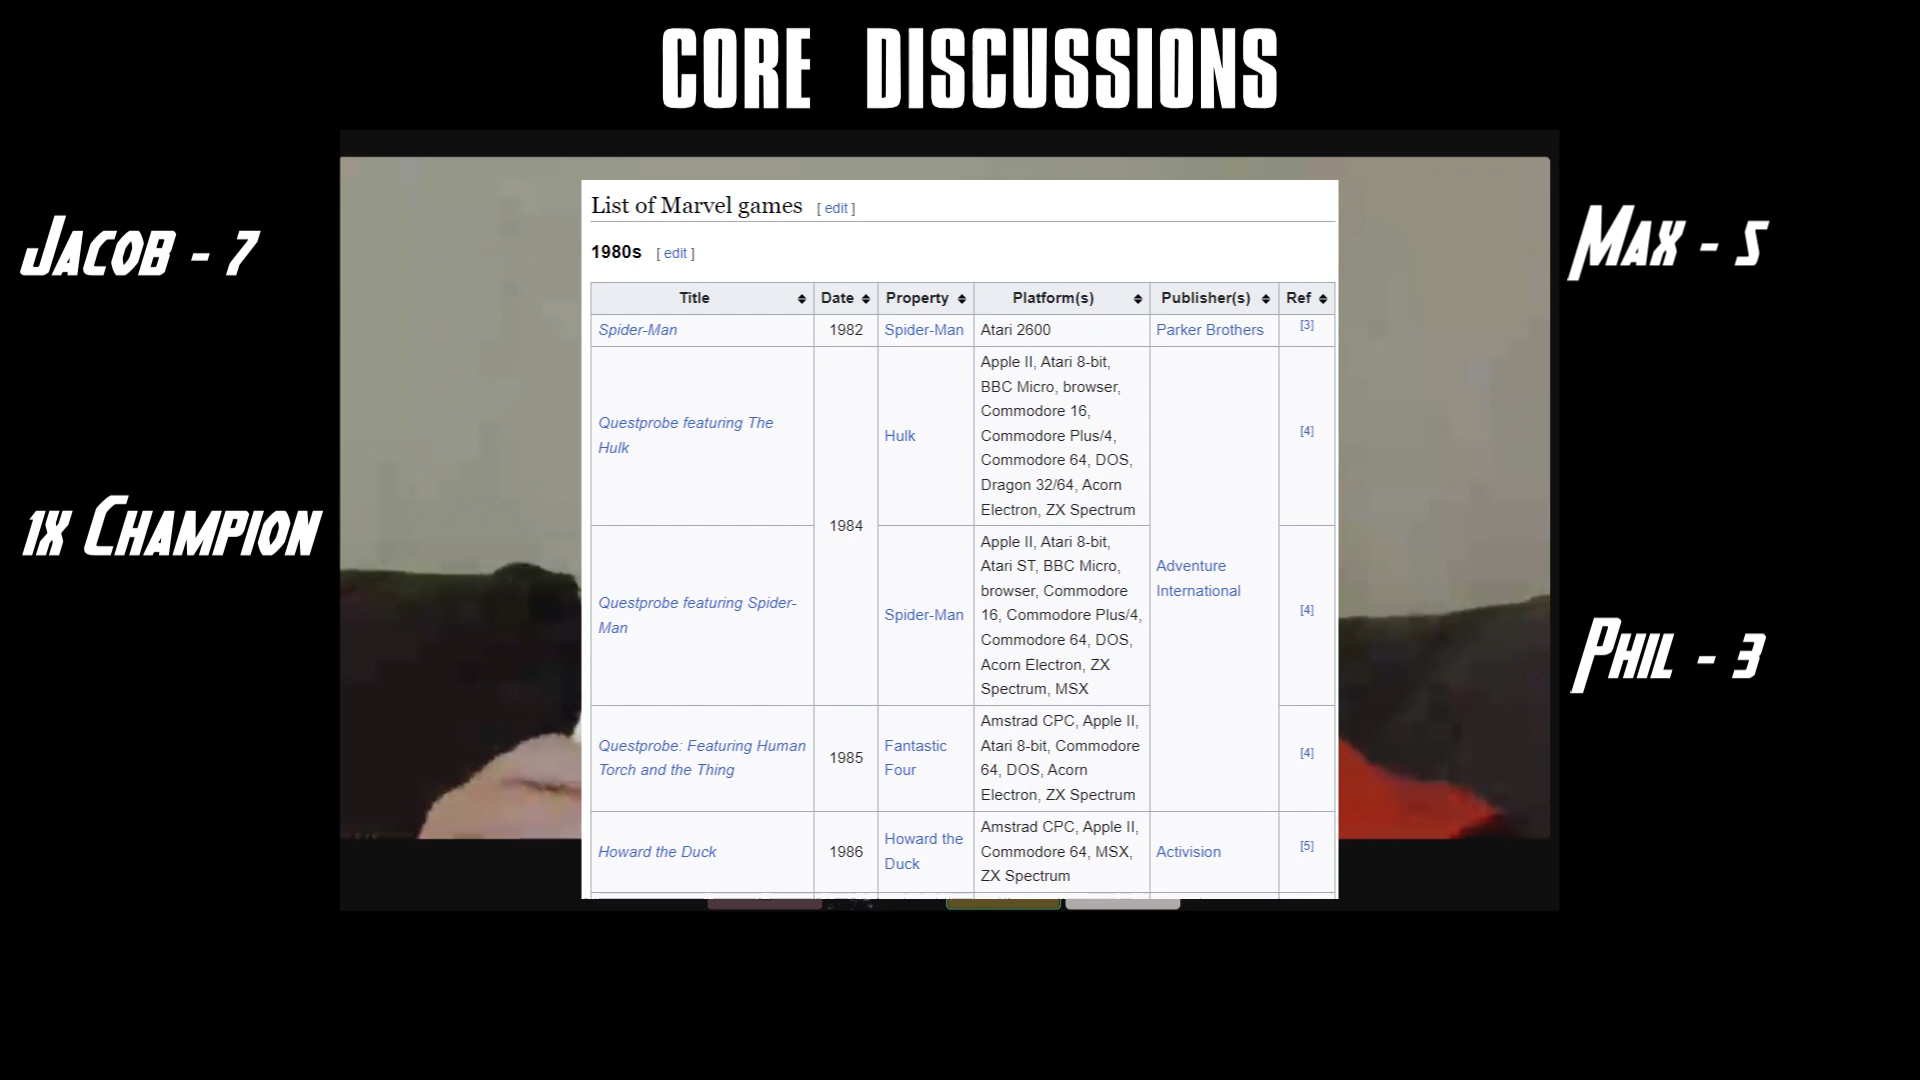 CORE DISCUSSIONS
JACOB - 7
1X CHAMPION
MAX - 5
PHIL - 3
List of Marvel games [ edit ]
1980s [ edit ]
Title Date Property Platform(s) Publisher(s) Ref
Spider-Man 1982 Spider-Man Atari 2600 Parker Brothers [3]
Questprobe featuring The
Hulk
1984
Hulk
Apple II, Atari 8-bit,
BBC Micro, browser,
Commodore 16,
Commodore Plus/4,
Commodore 64, DOS,
Dragon 32/64, Acorn
Electron, ZX Spectrum
Adventure
International
[4]
Questprobe featuring Spider-
Man
Spider-Man
Apple II, Atari 8-bit,
Atari ST, BBC Micro,
browser, Commodore
16, Commodore Plus/4,
Commodore 64, DOS,
Acorn Electron, ZX
Spectrum, MSX
[4]
Questprobe: Featuring Human
Torch and the Thing
1985
Fantastic
Four
Amstrad CPC, Apple II,
Atari 8-bit, Commodore
64, DOS, Acorn
Electron, ZX Spectrum
[4]
Howard the Duck
1986
Howard the
Duck
Amstrad CPC, Apple II,
Commodore 64, MSX,
ZX Spectrum
Activision
[5]